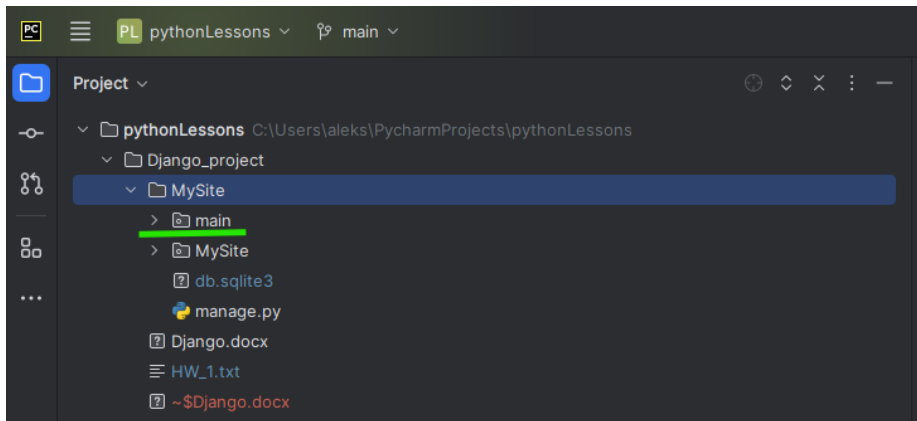 PC PL pythonLessons main
Project
pythonLessons C:\Users\aleks\PycharmProjects\pythonLessons
Django_project
MySite
main
MySite
db.sqlite3
manage.py
Django.docx
HW_1.txt
~$Django.docx